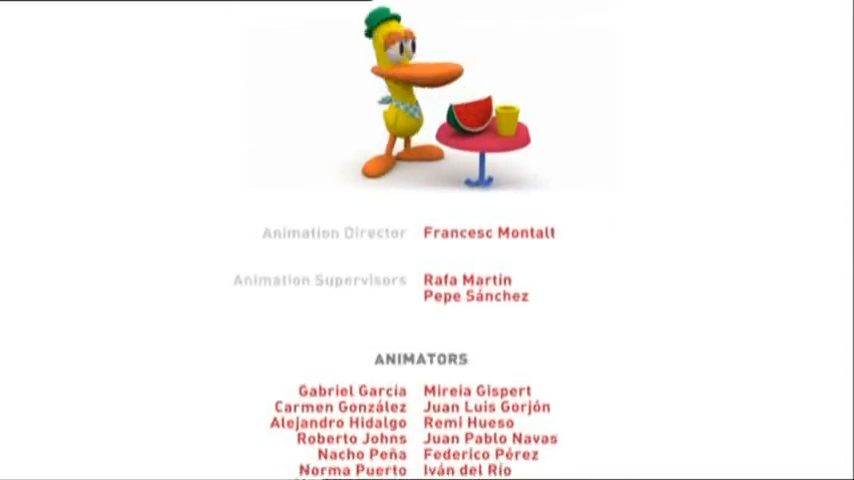 Animation Director Francesc Montalt
Animation Supervisors Rafa Martín
Pepe Sánchez
ANIMATORS
Gabriel García Mireia Gispert
Carmen González Juan Luis Gorjón
Alejandro Hidalgo Remi Hueso
Roberto Johns Juan Pablo Navas
Nacho Peña Federico Pérez
Norma Puerto Iván del Río